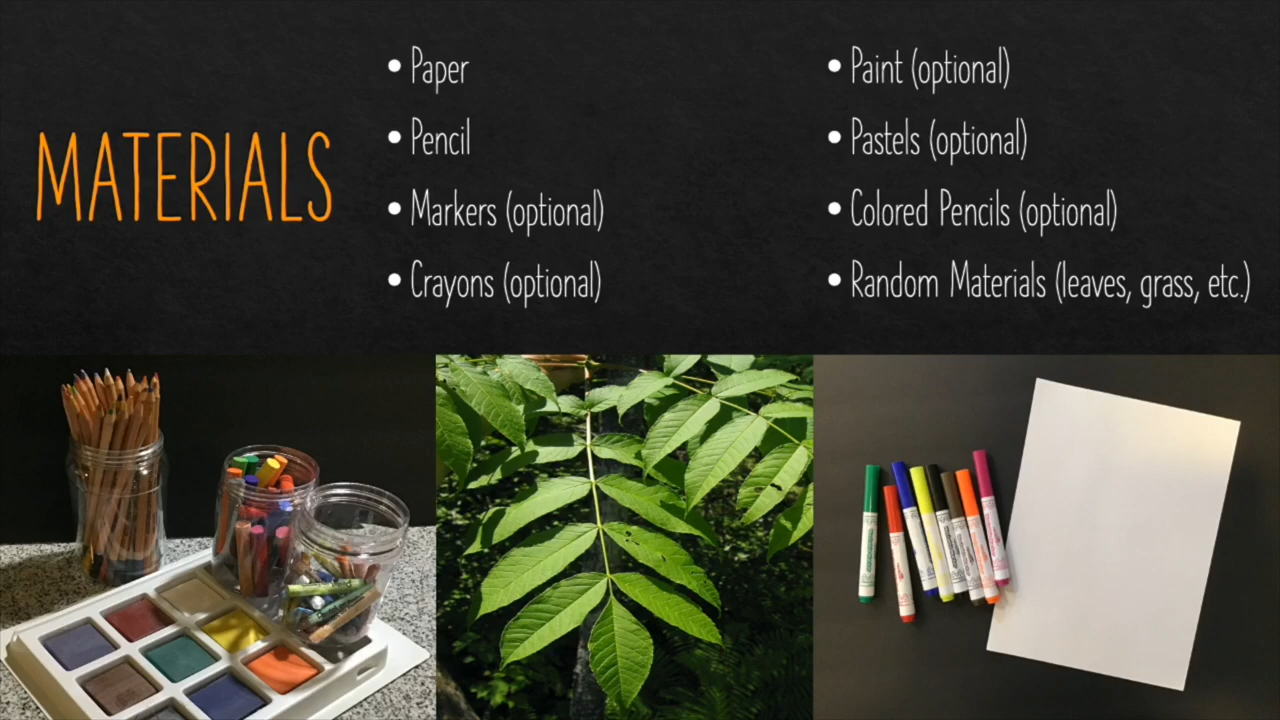 MATERIALS
• Paper
• Pencil
• Markers (optional)
• Crayons (optional)
• Paint (optional)
• Pastels (optional)
• Colored Pencils (optional)
• Random Materials (leaves, grass, etc.)